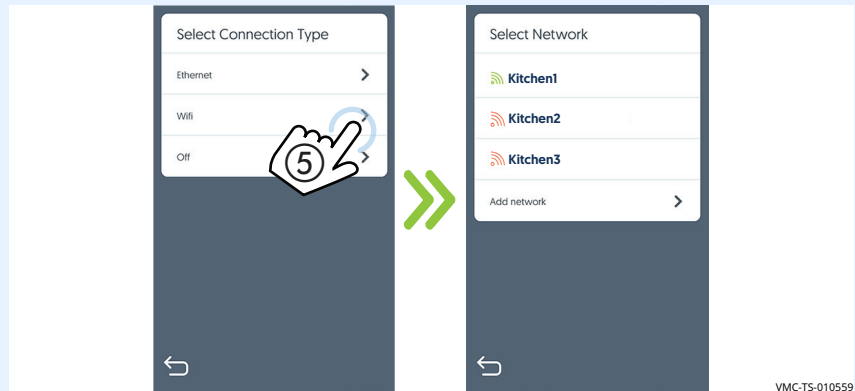 Select Connection Type
Ethernet
Wifi
Off
5
Select Network
Kitchen1
Kitchen2
Kitchen3
Add network
VMC-TS-010559